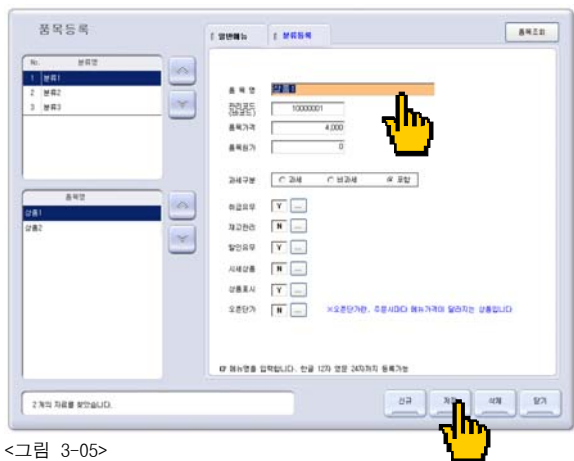 품목등록
일반메뉴
분류등록
품목조회
No. 분류명
1 분류1
2 분류2
3 분류3
품목명
상품1
상품2
품 목 명 상품1
관리코드
(바코드) 10000001
품목가격 4,000
품목원가 0
과세구분 과세 비과세 포함
취급유무 Y ...
재고관리 N ...
할인유무 Y ...
시세상품 N ...
상품표시 Y ...
오픈단가 N ... ※오픈단가란, 주문시마다 메뉴가격이 달라지는 상품입니다
☞ 메뉴명을 입력합니다. 한글 12자 영문 24자까지 등록가능
2 개의 자료를 찾았습니다.
신규 저장 삭제 닫기
<그림 3-05>